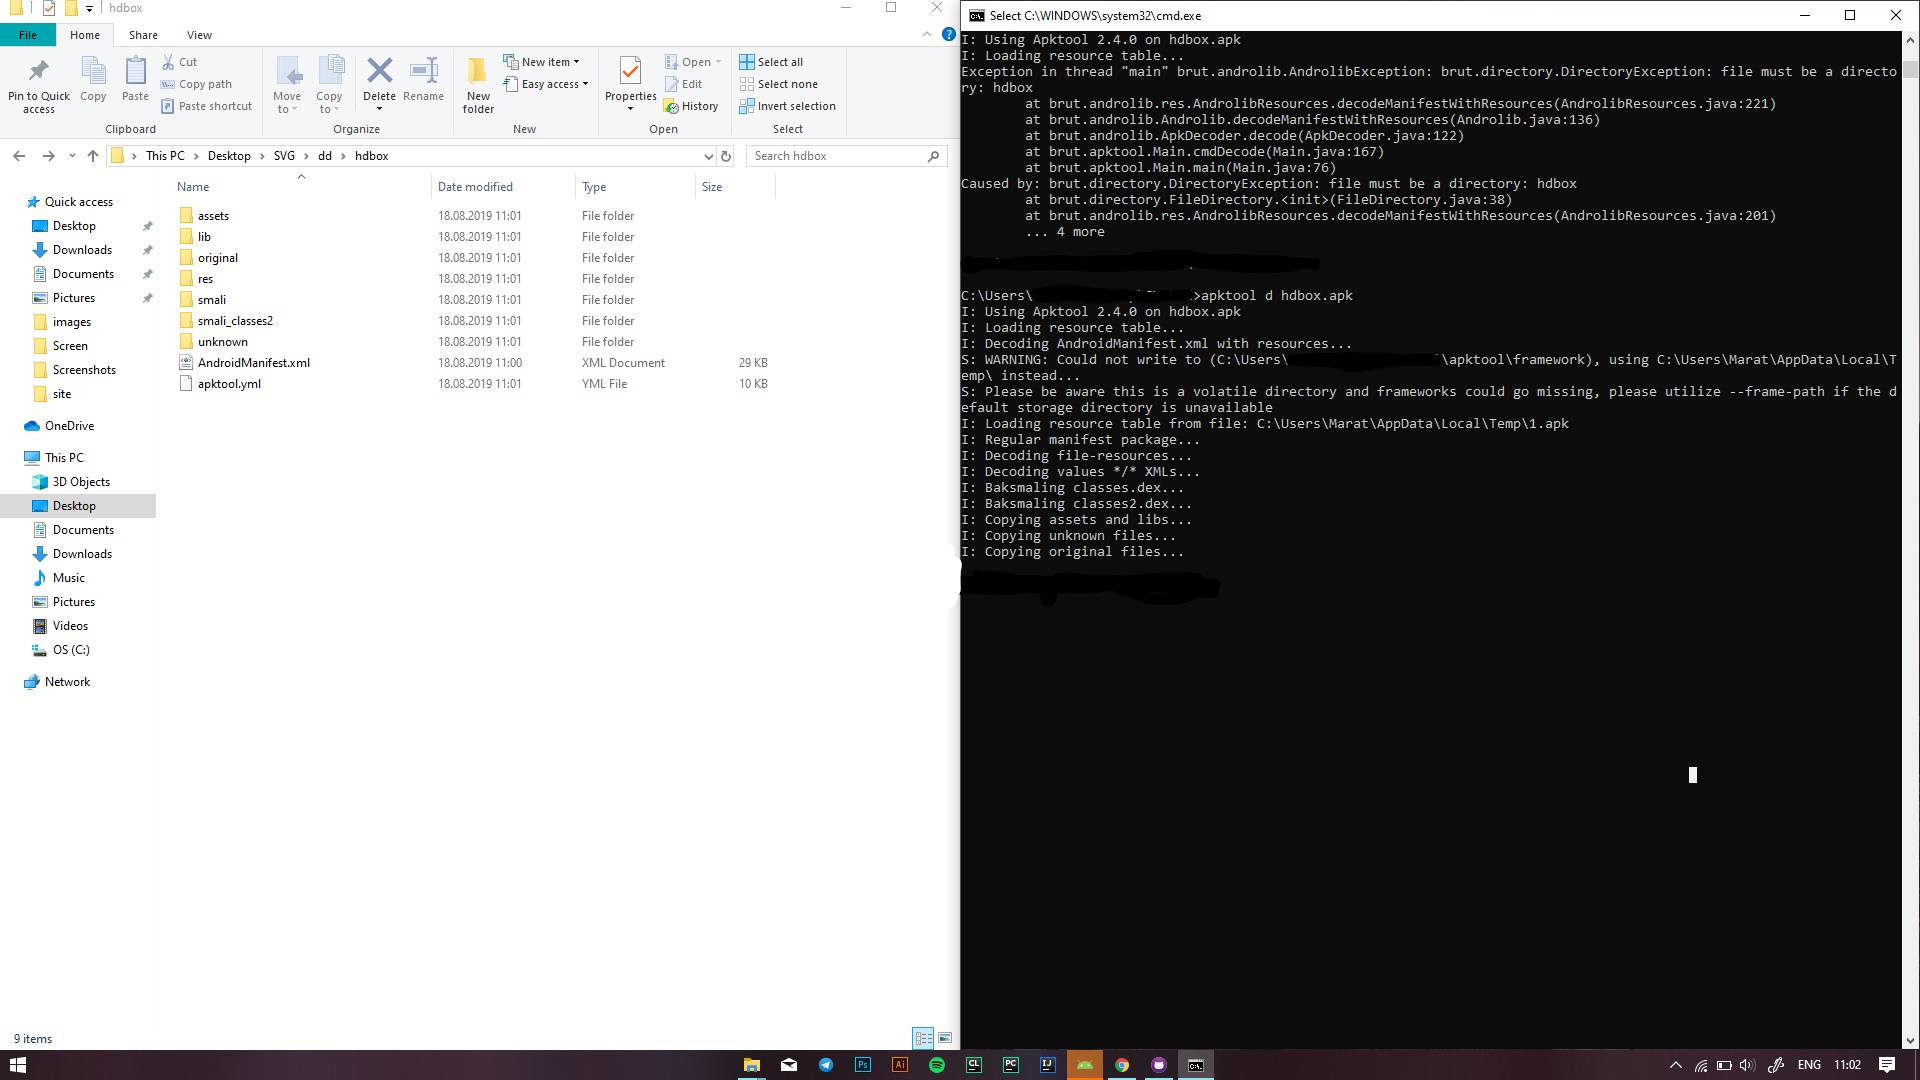 hdbox
File Home Share View
Pin to Quick access
Copy
Paste
Cut
Copy path
Paste shortcut
Clipboard
Move to
Copy to
Delete
Rename
Organize
New folder
New item
Easy access
New
Properties
Open
Edit
History
Open
Select all
Select none
Invert selection
Select
This PC > Desktop > SVG > dd > hdbox
Search hdbox
Name Date modified Type Size
assets 18.08.2019 11:01 File folder
lib 18.08.2019 11:01 File folder
original 18.08.2019 11:01 File folder
res 18.08.2019 11:01 File folder
smali 18.08.2019 11:01 File folder
smali_classes2 18.08.2019 11:01 File folder
unknown 18.08.2019 11:01 File folder
AndroidManifest.xml 18.08.2019 11:00 XML Document 29 KB
apktool.yml 18.08.2019 11:01 YML File 10 KB
Quick access
Desktop
Downloads
Documents
Pictures
images
Screen
Screenshots
site
OneDrive
This PC
3D Objects
Desktop
Documents
Downloads
Music
Pictures
Videos
OS (C:)
Network
9 items
Select C:\WINDOWS\system32\cmd.exe
I: Using Apktool 2.4.0 on hdbox.apk
I: Loading resource table...
Exception in thread "main" brut.androlib.AndrolibException: brut.directory.DirectoryException: file must be a directo
ry: hdbox
at brut.androlib.res.AndrolibResources.decodeManifestWithResources(AndrolibResources.java:221)
at brut.androlib.Androlib.decodeManifestWithResources(Androlib.java:136)
at brut.androlib.ApkDecoder.decode(ApkDecoder.java:122)
at brut.apktool.Main.cmdDecode(Main.java:167)
at brut.apktool.Main.main(Main.java:76)
Caused by: brut.directory.DirectoryException: file must be a directory: hdbox
at brut.directory.FileDirectory.<init>(FileDirectory.java:38)
at brut.androlib.res.AndrolibResources.decodeManifestWithResources(AndrolibResources.java:201)
... 4 more
C:\Users\ >apktool d hdbox.apk
I: Using Apktool 2.4.0 on hdbox.apk
I: Loading resource table...
I: Decoding AndroidManifest.xml with resources...
S: WARNING: Could not write to (C:\Users\ \apktool\framework), using C:\Users\Marat\AppData\Local\T
emp\ instead...
S: Please be aware this is a volatile directory and frameworks could go missing, please utilize --frame-path if the d
efault storage directory is unavailable
I: Loading resource table from file: C:\Users\Marat\AppData\Local\Temp\1.apk
I: Regular manifest package...
I: Decoding file-resources...
I: Decoding values */* XMLs...
I: Baksmaling classes.dex...
I: Baksmaling classes2.dex...
I: Copying assets and libs...
I: Copying unknown files...
I: Copying original files...
Ps Ai CL PC IJ
ENG 11:02